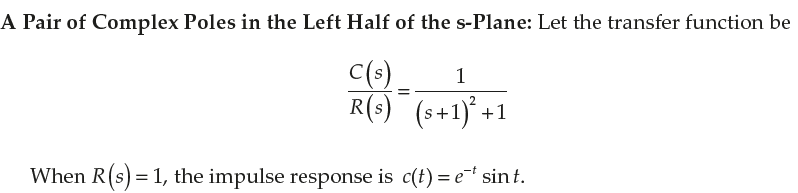 A Pair of Complex Poles in the Left Half of the s-Plane: Let the transfer function be
C(s)/R(s) = 1/((s+1)² +1)
When R(s) = 1, the impulse response is c(t) = e⁻ᵗ sin t.